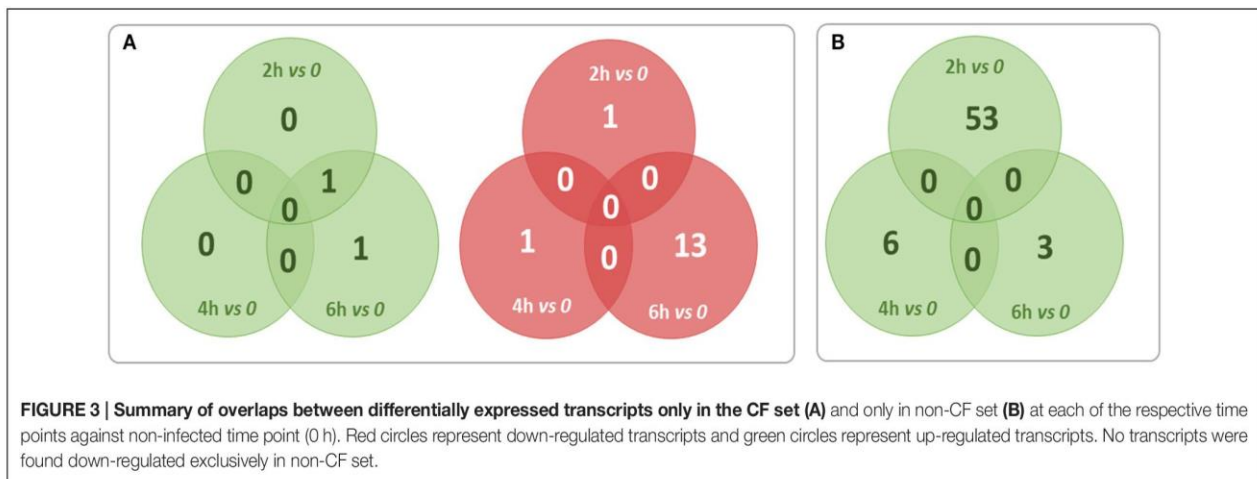 A
2h vs 0
0
0
1
0
0
1
0
4h vs 0
6h vs 0
2h vs 0
1
0
0
0
1
13
0
4h vs 0
6h vs 0
B
2h vs 0
53
0
0
0
6
3
0
4h vs 0
6h vs 0
FIGURE 3 | Summary of overlaps between differentially expressed transcripts only in the CF set (A) and only in non-CF set (B) at each of the respective time
points against non-infected time point (0 h). Red circles represent down-regulated transcripts and green circles represent up-regulated transcripts. No transcripts were
found down-regulated exclusively in non-CF set.